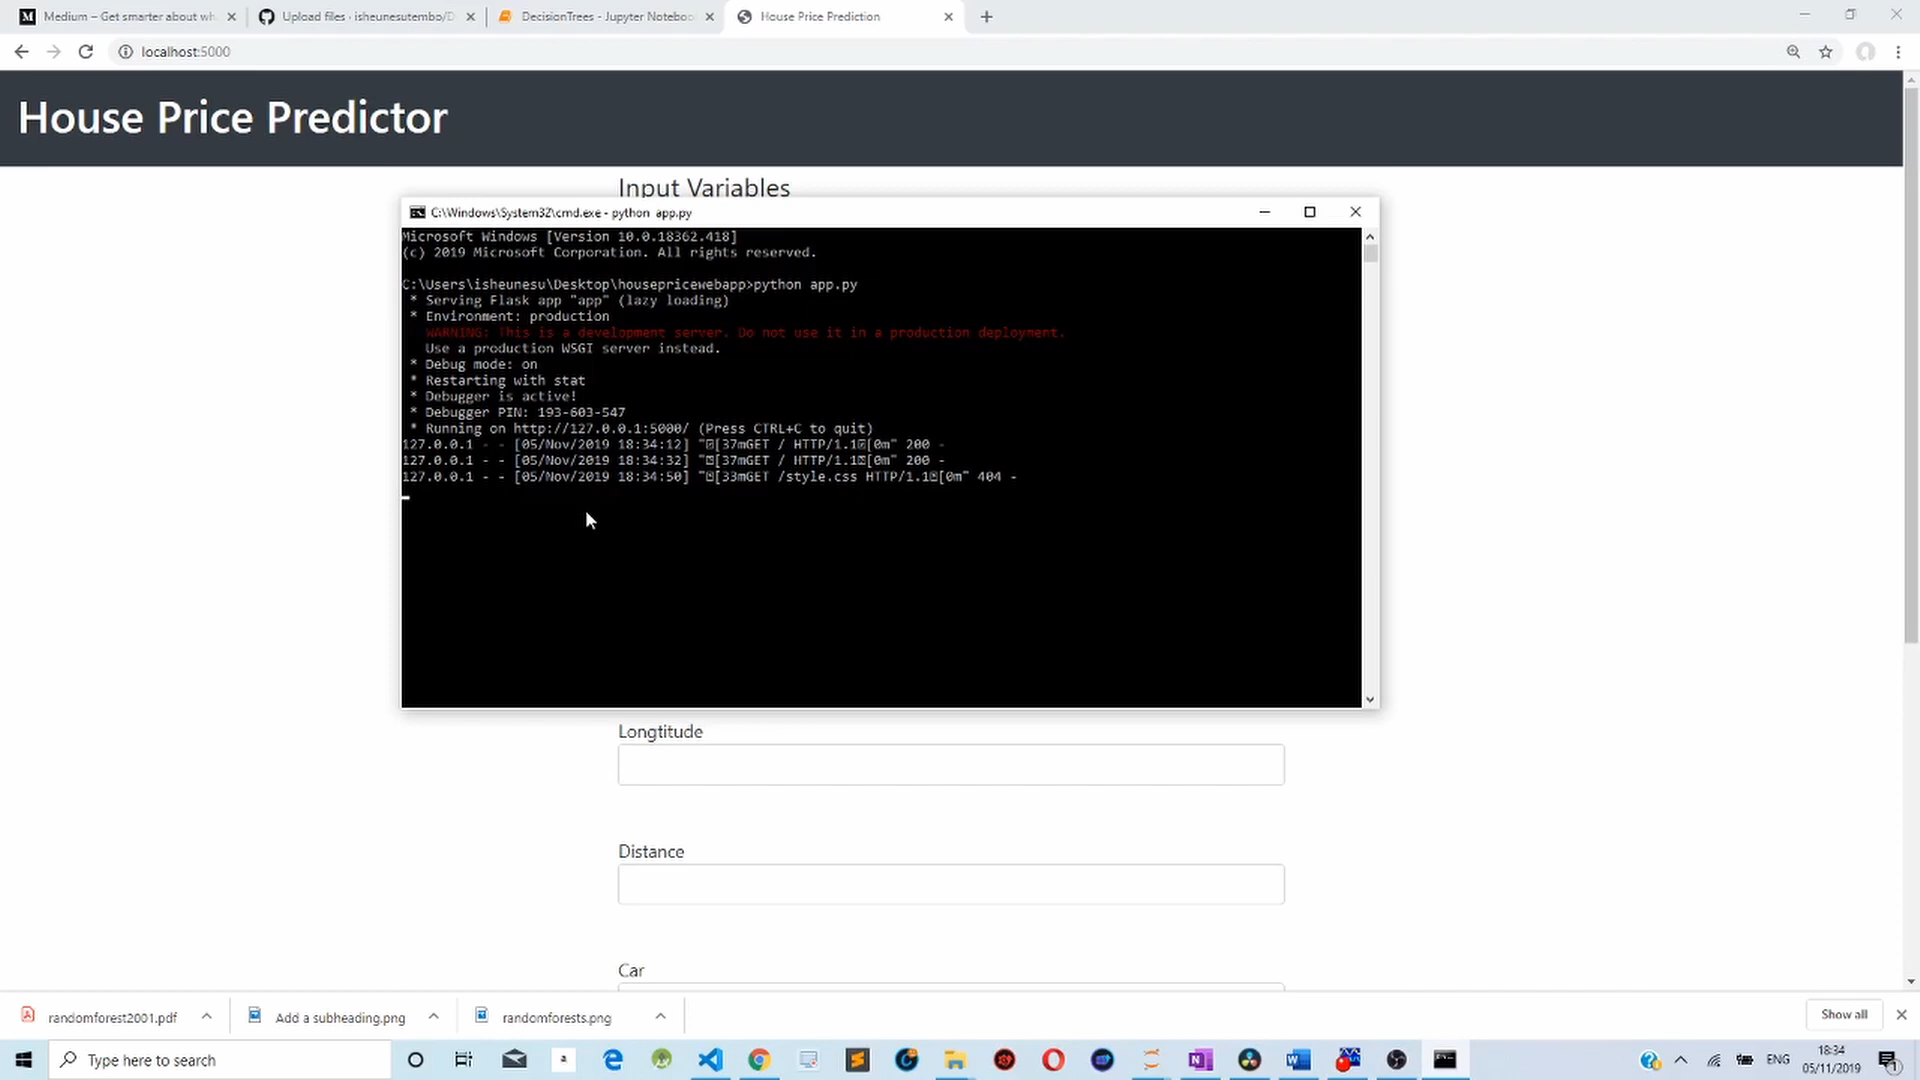 Medium – Get smarter about wh
Upload files · isheunesutembo/D
DecisionTrees - Jupyter Noteboo
House Price Prediction
localhost:5000
House Price Predictor
Input Variables
C:\Windows\System32\cmd.exe - python  app.py
Microsoft Windows [Version 10.0.18362.418]
(c) 2019 Microsoft Corporation. All rights reserved.
C:\Users\isheunesu\Desktop\housepricewebapp>python app.py
* Serving Flask app "app" (lazy loading)
* Environment: production
WARNING: This is a development server. Do not use it in a production deployment.
Use a production WSGI server instead.
* Debug mode: on
* Restarting with stat
* Debugger is active!
* Debugger PIN: 193-603-547
* Running on http://127.0.0.1:5000/ (Press CTRL+C to quit)
127.0.0.1 - - [05/Nov/2019 18:34:12] "[37mGET / HTTP/1.1[0m" 200 -
127.0.0.1 - - [05/Nov/2019 18:34:32] "[37mGET / HTTP/1.1[0m" 200 -
127.0.0.1 - - [05/Nov/2019 18:34:50] "[33mGET /style.css HTTP/1.1[0m" 404 -
Longtitude
Distance
Car
randomforest2001.pdf
Add a subheading.png
randomforests.png
Show all
Type here to search
ENG
18:34
05/11/2019